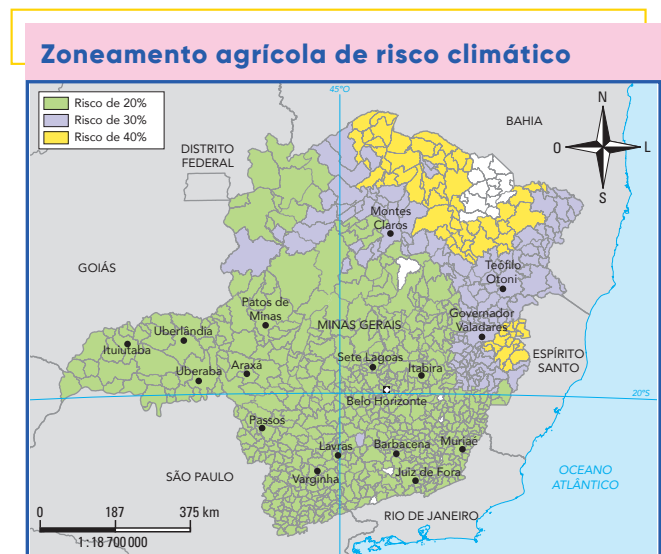 Zoneamento agrícola de risco climático
Risco de 20%
Risco de 30%
Risco de 40%
45°O
BAHIA
N
O
L
S
DISTRITO
FEDERAL
Montes
Claros
GOIÁS
Teófilo
Otoni
Patos de
Minas
MINAS GERAIS
Governador
Valadares
Uberlândia
Ituiutaba
Sete Lagoas
Itabira
ESPÍRITO
SANTO
Uberaba
Araxá
Belo Horizonte
20°S
Passos
Lavras
Barbacena
Muriaé
SÃO PAULO
Varginha
Juiz de Fora
OCEANO
ATLÂNTICO
RIO DE JANEIRO
0 187 375 km
1 : 18 700 000